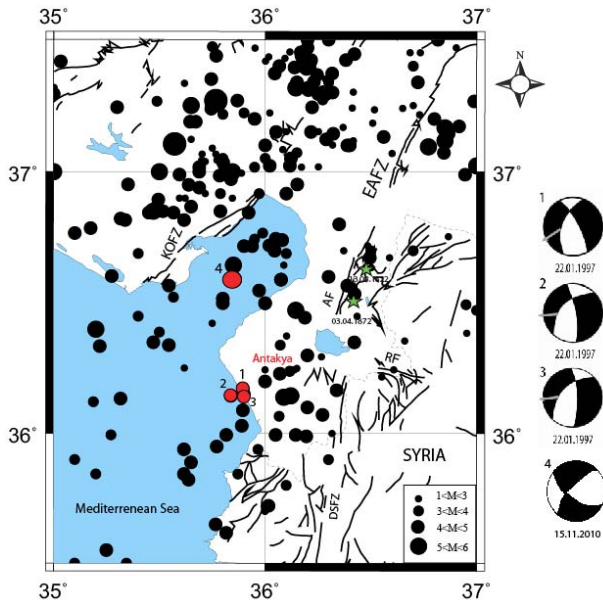 35° 36° 37°
N
37° 37°
EAFZ
KOFZ
1
22.01.1997
4
AF
03.04.1872
2
22.01.1997
Antakya
RF
1
2
3
3
22.01.1997
36° 36°
SYRIA
4
15.11.2010
Mediterrenean Sea
DSFZ
1<M<3
3<M<4
4<M<5
5<M<6
35° 36° 37°